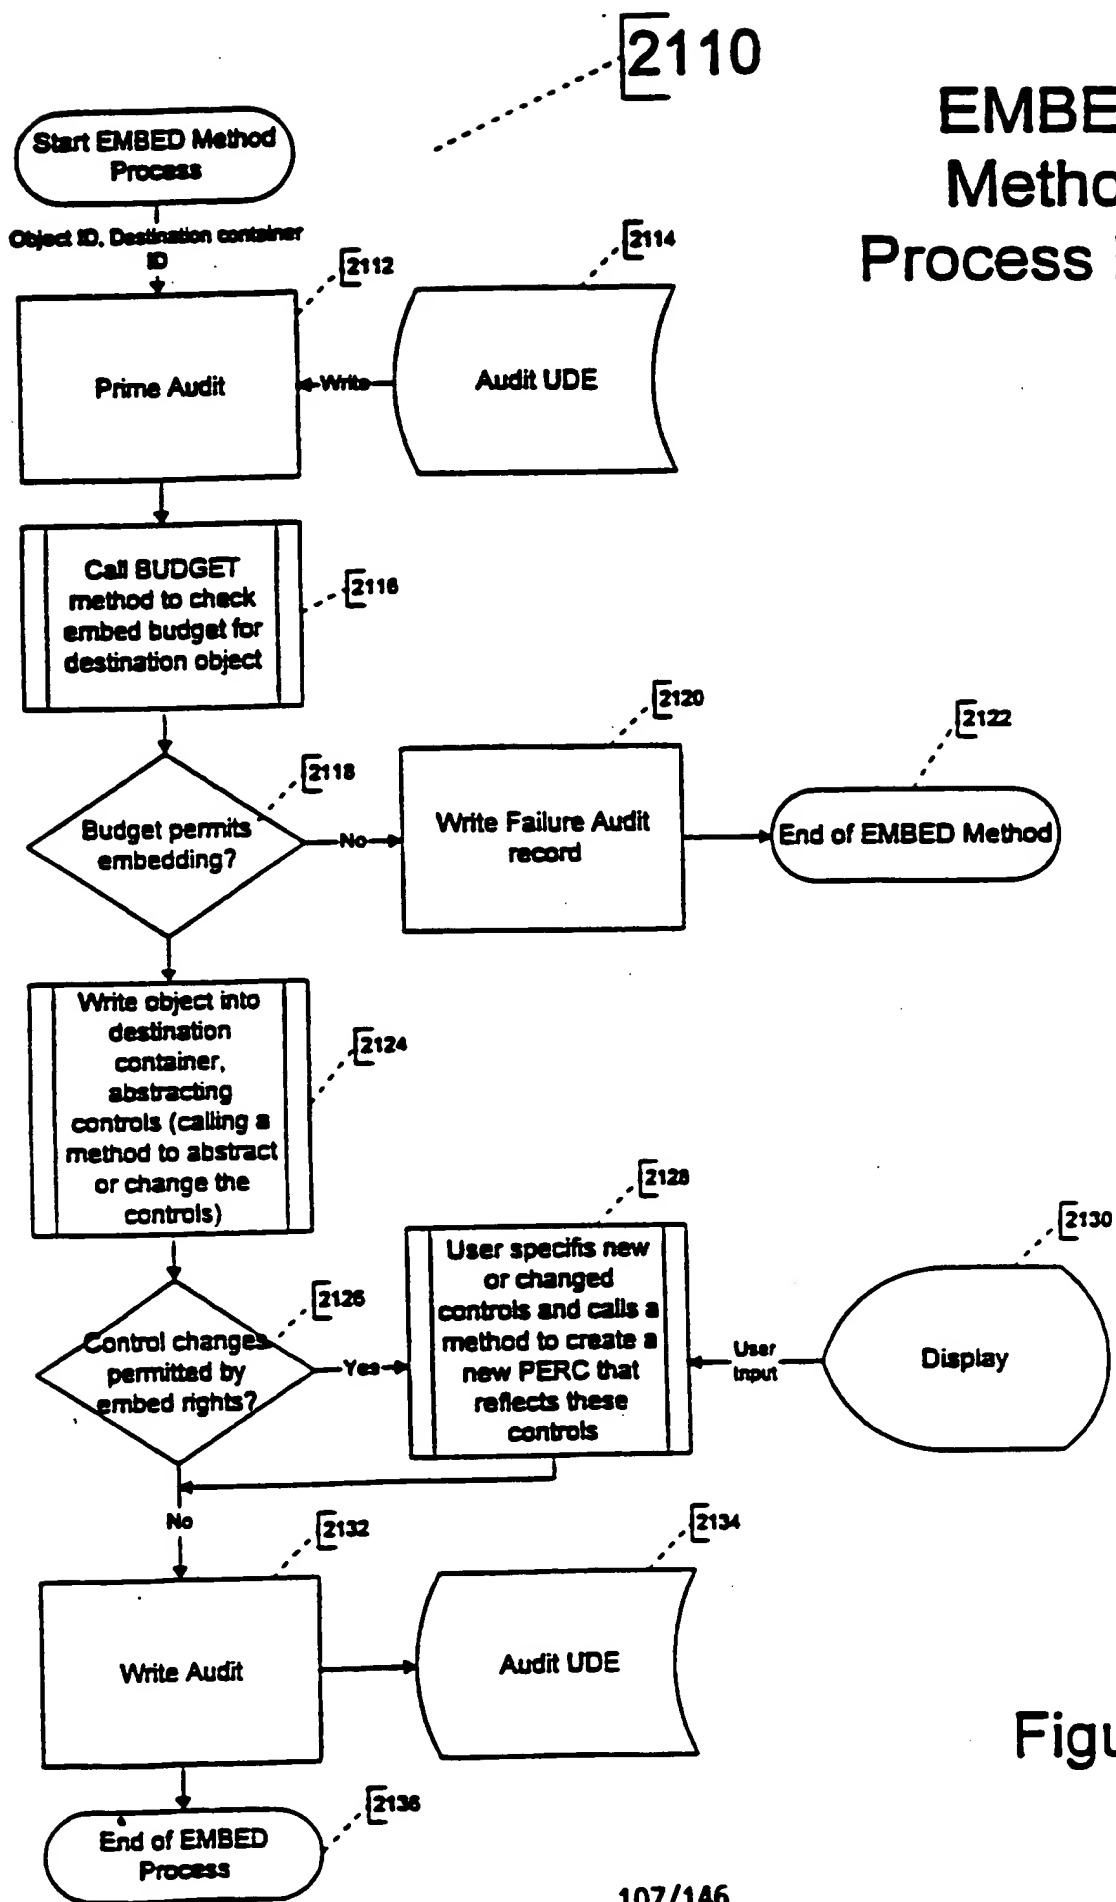 2110
EMBE
Metho
Process
Start EMBED Method
Process
Object ID, Destination container
ID
2112
2114
Prime Audit
Write
Audit UDE
Call BUDGET
method to check
embed budget for
destination object
2116
2118
Budget permits
embedding?
No
2120
Write Failure Audit
record
2122
End of EMBED Method
Write object into
destination
container,
abstracting
controls (calling a
method to abstract
or change the
controls)
2124
2126
Control changes
permitted by
embed rights?
Yes
2128
User specifis new
or changed
controls and calls a
method to create a
new PERC that
reflects these
controls
User
Input
2130
Display
No
2132
Write Audit
2134
Audit UDE
2136
End of EMBED
Process
Figu
107/146